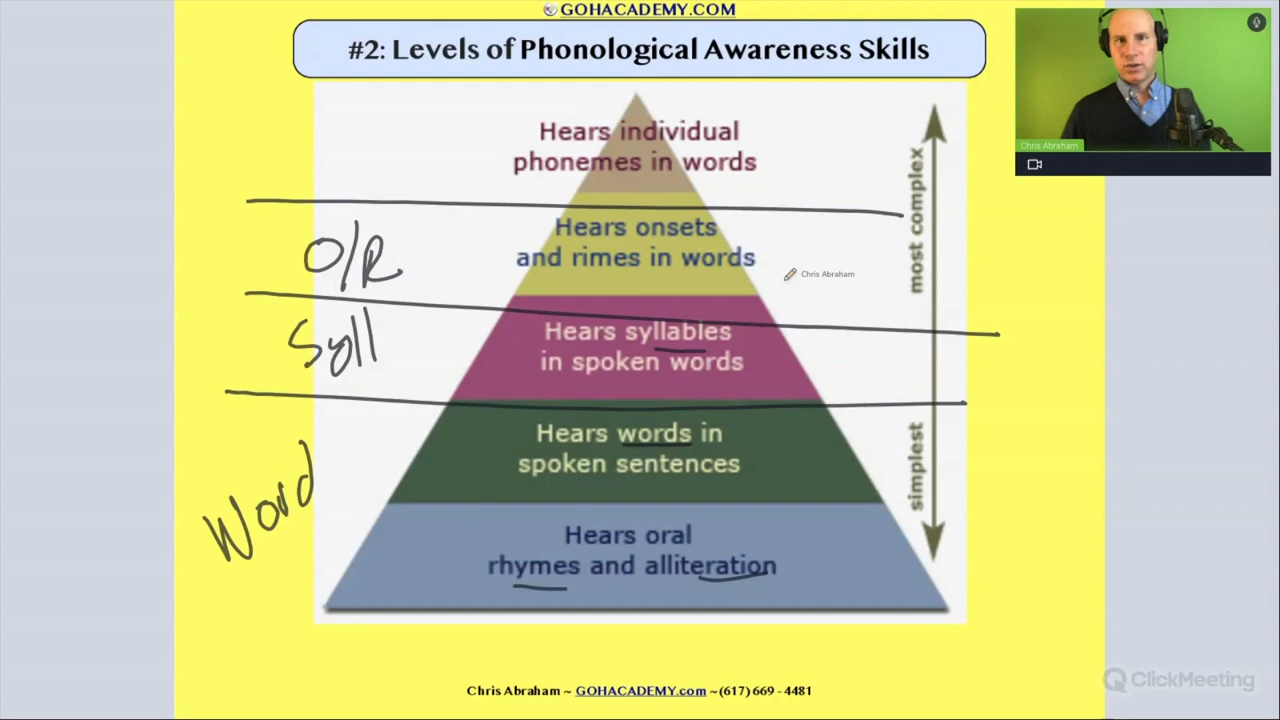 GOHACADEMY.COM
#2: Levels of Phonological Awareness Skills
Chris Abraham
Hears individual
phonemes in words
most complex
O/R
Hears onsets
and rimes in words
Chris Abraham
Syll
Hears syllables
in spoken words
Word
Hears words in
spoken sentences
simplest
Hears oral
rhymes and alliteration
Chris Abraham ~ GOHACADEMY.com ~(617) 669 - 4481
ClickMeeting